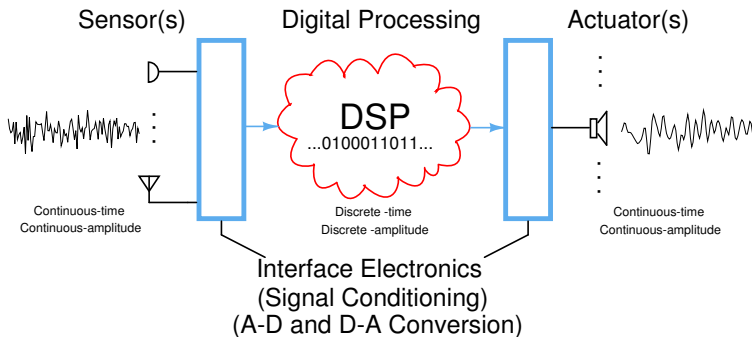 Sensor(s)
Digital Processing
Actuator(s)
DSP
...0100011011...
Continuous-time
Continuous-amplitude
Discrete -time
Discrete -amplitude
Continuous-time
Continuous-amplitude
Interface Electronics
(Signal Conditioning)
(A-D and D-A Conversion)